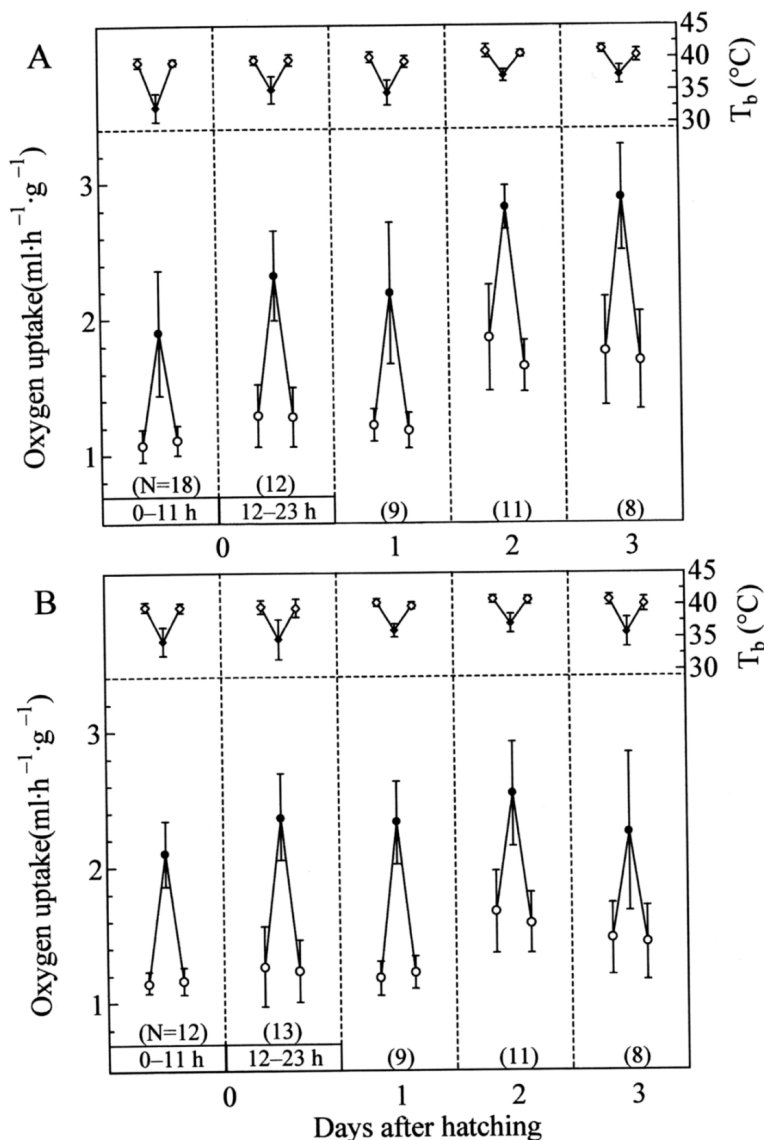 A
45
40
35
30
T_b (°C)
Oxygen uptake(ml·h⁻¹·g⁻¹)
3
2
1
(N=18) (12) (9) (11) (8)
0–11 h 12–23 h
0 1 2 3
B
45
40
35
30
T_b (°C)
Oxygen uptake(ml·h⁻¹·g⁻¹)
3
2
1
(N=12) (13) (9) (11) (8)
0–11 h 12–23 h
0 1 2 3
Days after hatching